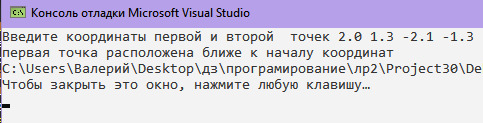 Консоль отладки Microsoft Visual Studio
Введите координаты первой и второй  точек 2.0 1.3 -2.1 -1.3
первая точка расположена ближе к началу координат
C:\Users\Валерий\Desktop\дз\програмирование\лр2\Project30\De
Чтобы закрыть это окно, нажмите любую клавишу…